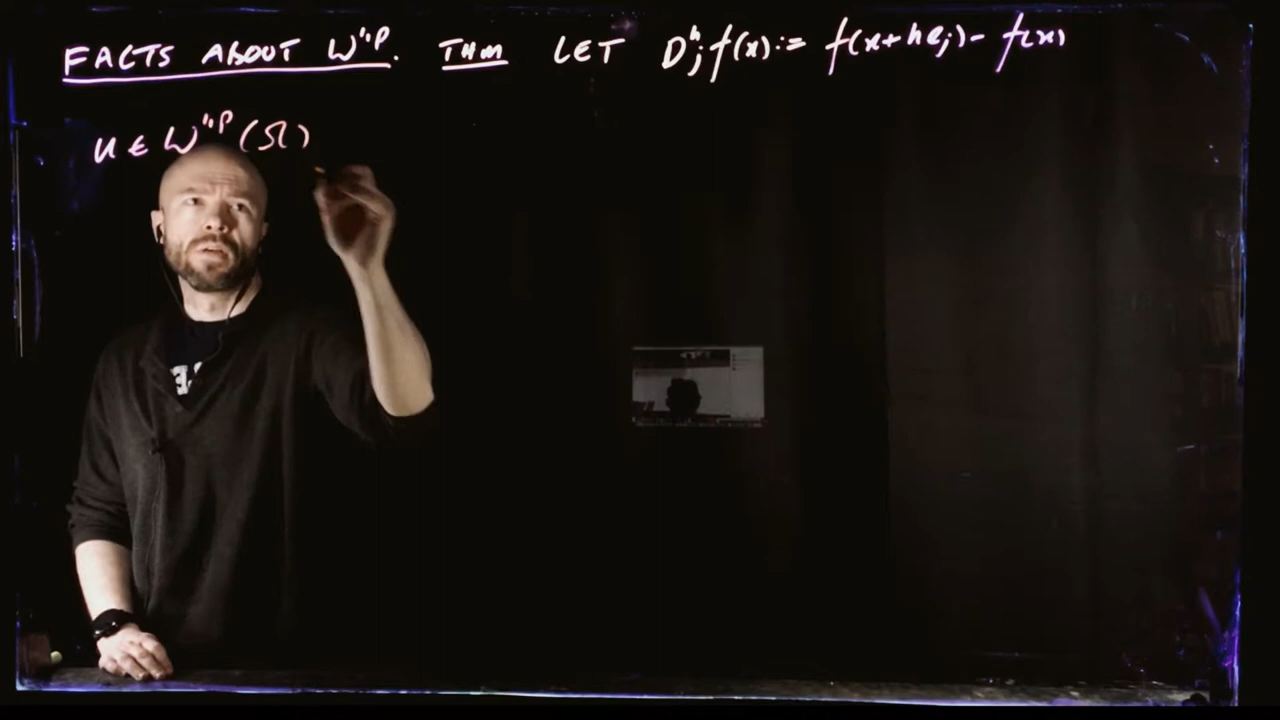 FACTS ABOUT W^{1,p}. THM LET D_j^h f(x) := f(x+he_j) - f(x)
u ∈ W^{1,p}(Ω)